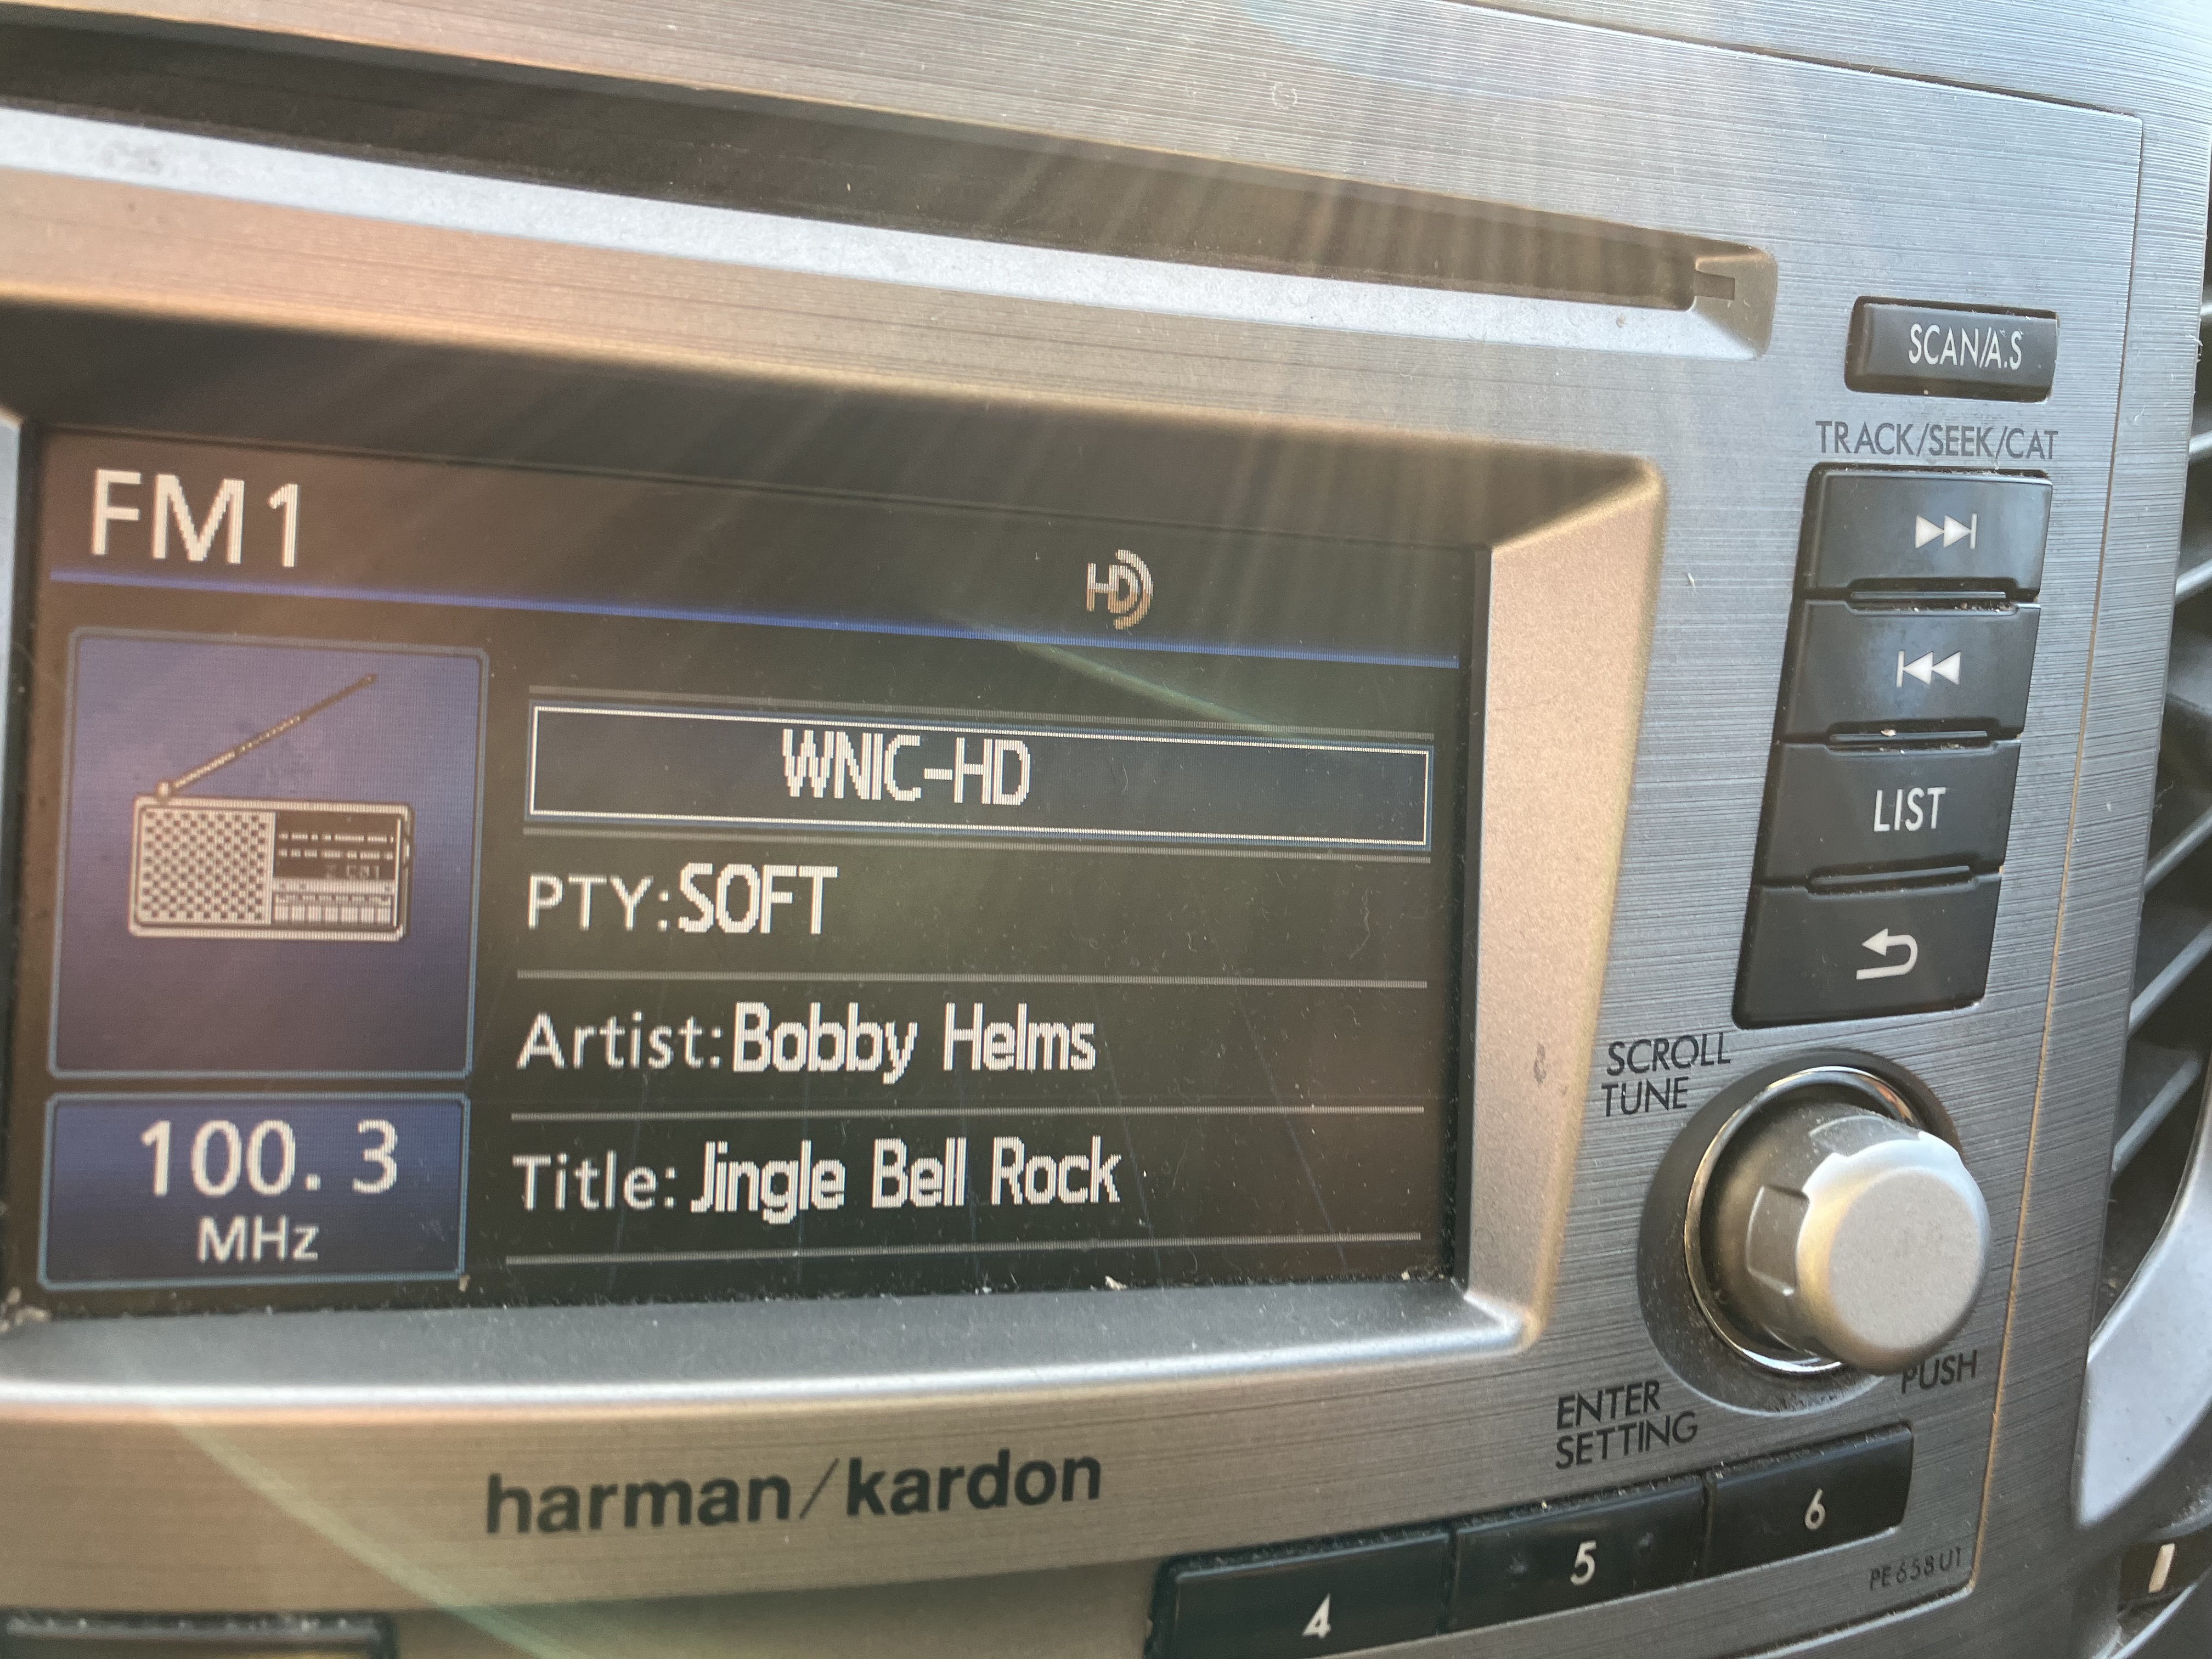 SCAN/A.S
TRACK/SEEK/CAT
FM1
HD
WNIC-HD
LIST
PTY:SOFT
Artist:Bobby Helms
SCROLL
TUNE
100.3
MHz
Title:Jingle Bell Rock
PUSH
ENTER
SETTING
harman/kardon
4
5
6
PE658U1